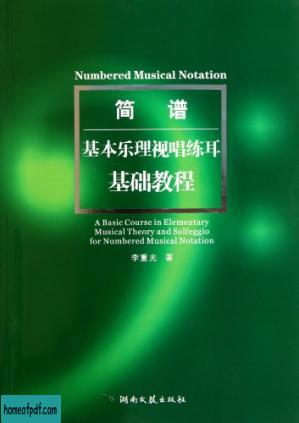 Numbered Musical Notation
简 谱
基本乐理视唱练耳
基础教程
A Basic Course in Elementary
Musical Theory and Solfeggio
for Numbered Musical Notation
李重光 著
湖南文艺出版社
homeofpdf.com